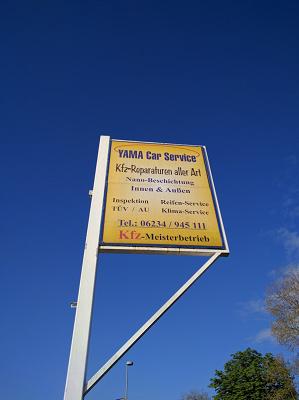 YAMA Car Service
Kfz-Reparaturen aller Art
Nano-Beschichtung
Innen & Außen
Inspektion Reifen-Service
TÜV / AU Klima-Service
Tel.: 06234 / 945 111
Kfz-Meisterbetrieb